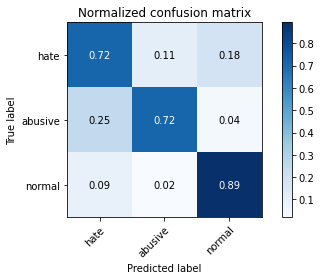 Normalized confusion matrix
True label
hate 0.72 0.11 0.18
abusive 0.25 0.72 0.04
normal 0.09 0.02 0.89
hate abusive normal
Predicted label
0.8
0.7
0.6
0.5
0.4
0.3
0.2
0.1